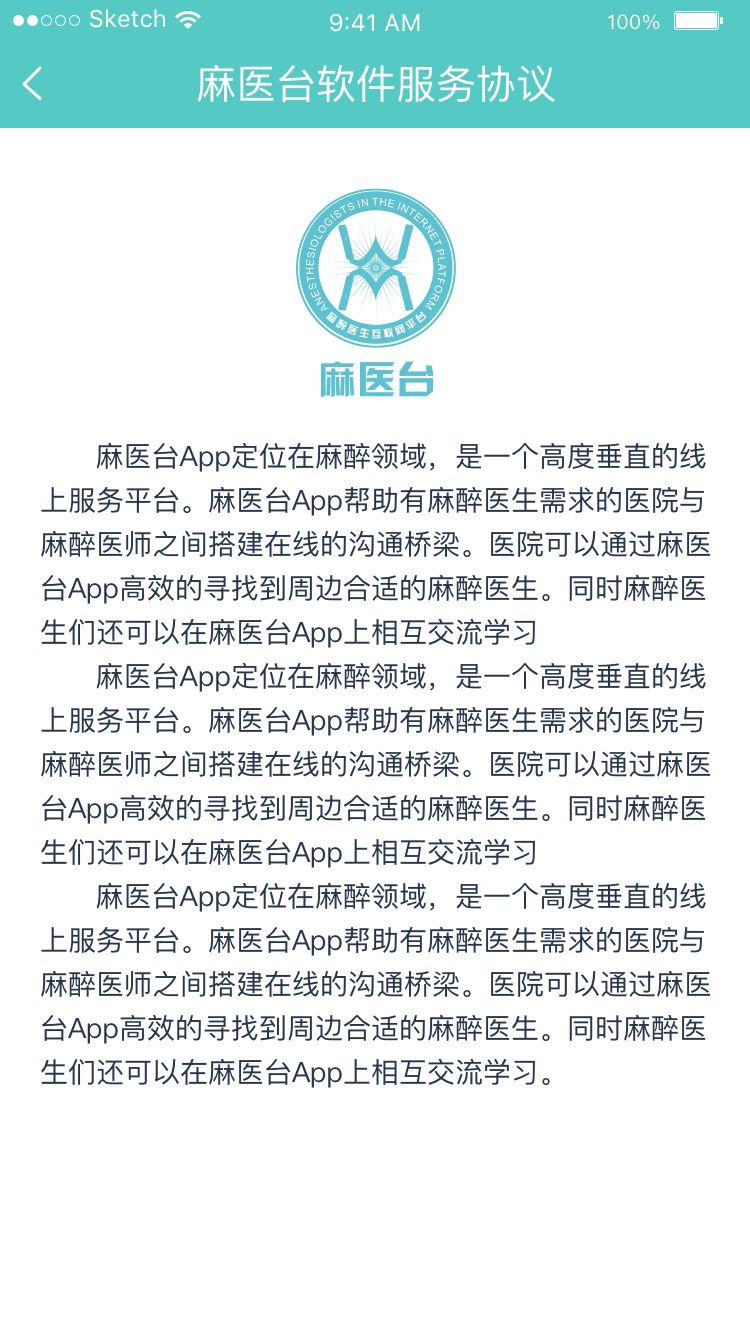 Sketch 9:41 AM 100%
麻医台软件服务协议
ANESTHESIOLOGISTS IN THE INTERNET PLATFORM
麻醉医生互联网平台
麻医台
麻医台App定位在麻醉领域，是一个高度垂直的线
上服务平台。麻医台App帮助有麻醉医生需求的医院与
麻醉医师之间搭建在线的沟通桥梁。医院可以通过麻医
台App高效的寻找到周边合适的麻醉医生。同时麻醉医
生们还可以在麻医台App上相互交流学习
麻医台App定位在麻醉领域，是一个高度垂直的线
上服务平台。麻医台App帮助有麻醉医生需求的医院与
麻醉医师之间搭建在线的沟通桥梁。医院可以通过麻医
台App高效的寻找到周边合适的麻醉医生。同时麻醉医
生们还可以在麻医台App上相互交流学习
麻医台App定位在麻醉领域，是一个高度垂直的线
上服务平台。麻医台App帮助有麻醉医生需求的医院与
麻醉医师之间搭建在线的沟通桥梁。医院可以通过麻医
台App高效的寻找到周边合适的麻醉医生。同时麻醉医
生们还可以在麻医台App上相互交流学习。